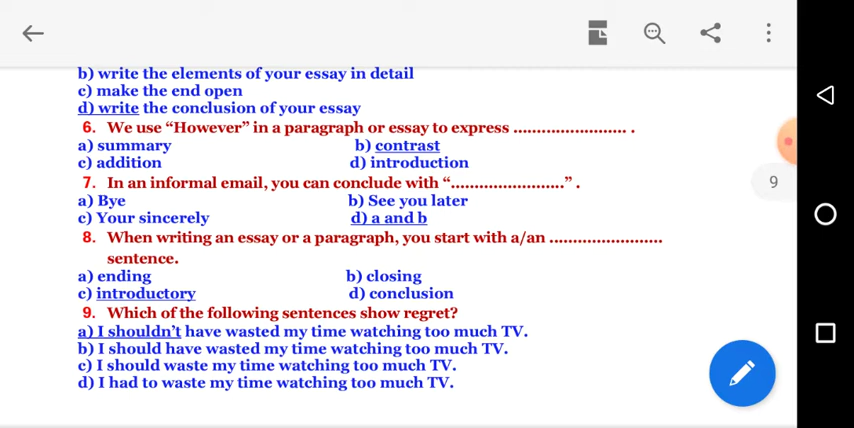 b) write the elements of your essay in detail
c) make the end open
d) write the conclusion of your essay
6. We use “However” in a paragraph or essay to express ........................ .
a) summary b) contrast
c) addition d) introduction
7. In an informal email, you can conclude with “........................” .
a) Bye b) See you later
c) Your sincerely d) a and b
8. When writing an essay or a paragraph, you start with a/an ........................
sentence.
a) ending b) closing
c) introductory d) conclusion
9. Which of the following sentences show regret?
a) I shouldn’t have wasted my time watching too much TV.
b) I should have wasted my time watching too much TV.
c) I should waste my time watching too much TV.
d) I had to waste my time watching too much TV.
9